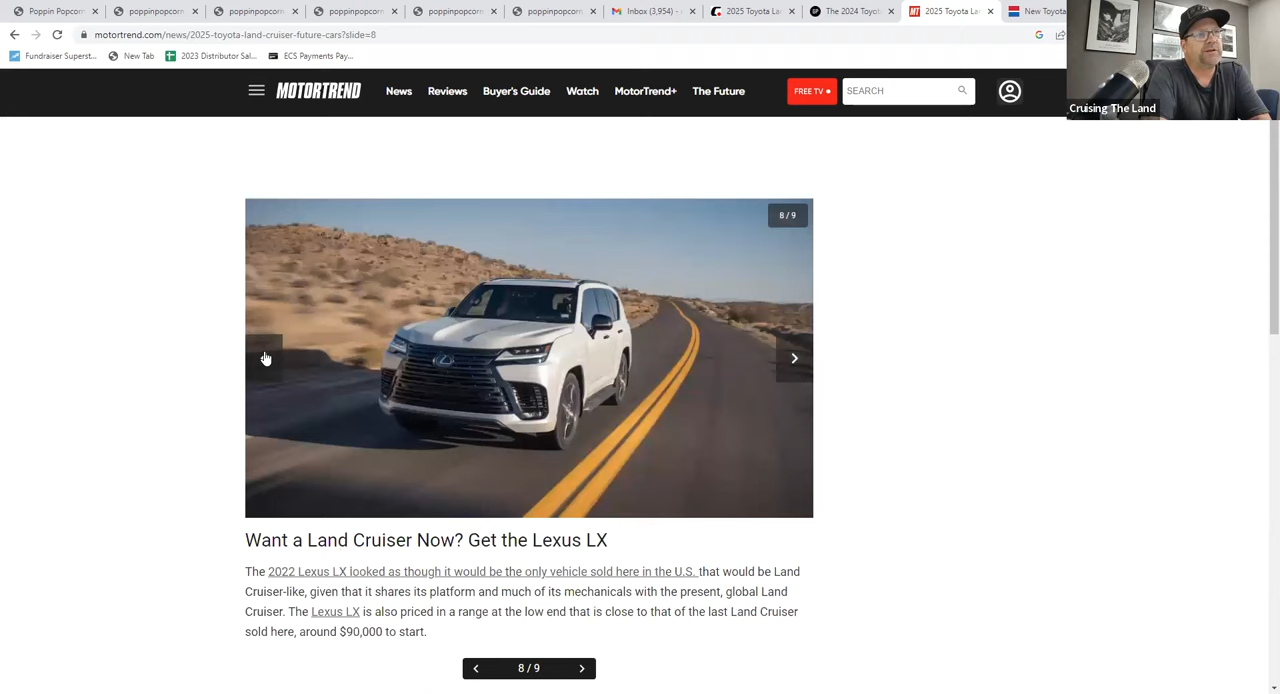 Poppin Popcorn
poppinpopcorn
poppinpopcorn
poppinpopcorn
poppinpopcorn
poppinpopcorn
Inbox (3,954) -
2025 Toyota La
The 2024 Toyota
2025 Toyota La
New Toyota
motortrend.com/news/2025-toyota-land-cruiser-future-cars?slide=8
Fundraiser Superst...
New Tab
2023 Distributor Sal...
ECS Payments Pay...
MOTORTREND
News
Reviews
Buyer's Guide
Watch
MotorTrend+
The Future
FREE TV
SEARCH
Cruising The Land
8 / 9
Want a Land Cruiser Now? Get the Lexus LX
The 2022 Lexus LX looked as though it would be the only vehicle sold here in the U.S. that would be Land
Cruiser-like, given that it shares its platform and much of its mechanicals with the present, global Land
Cruiser. The Lexus LX is also priced in a range at the low end that is close to that of the last Land Cruiser
sold here, around $90,000 to start.
8 / 9